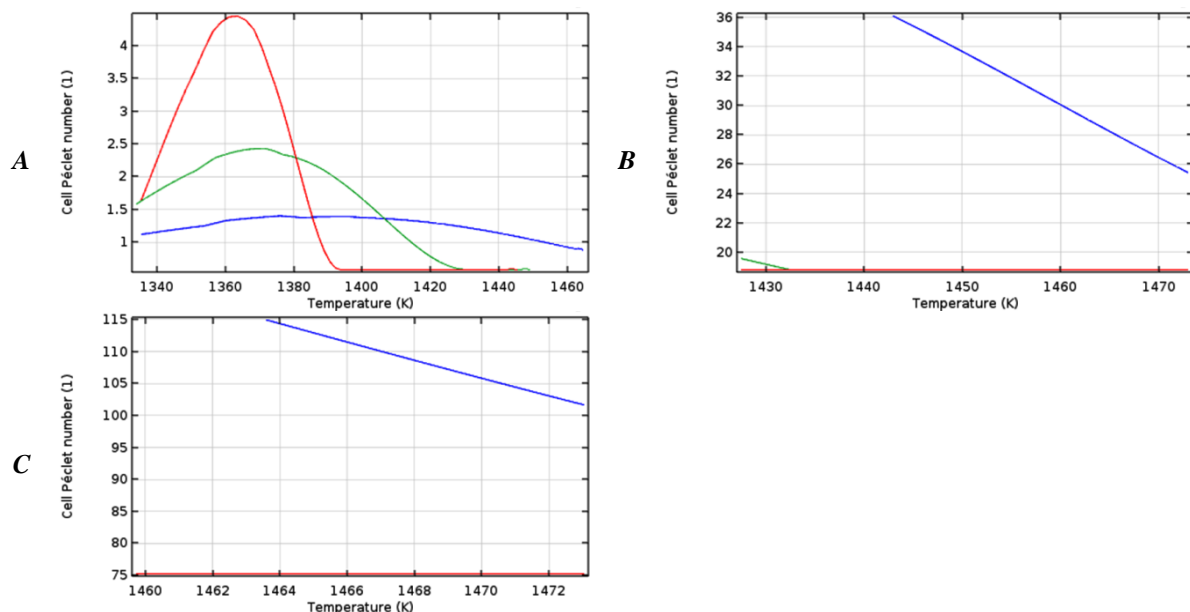 A
Cell Péclet number (1)
4
3.5
3
2.5
2
1.5
1
1340 1360 1380 1400 1420 1440 1460
Temperature (K)
B
Cell Péclet number (1)
36
34
32
30
28
26
24
22
20
1430 1440 1450 1460 1470
Temperature (K)
C
Cell Péclet number (1)
115
110
105
100
95
90
85
80
75
1460 1462 1464 1466 1468 1470 1472
Temperature (K)